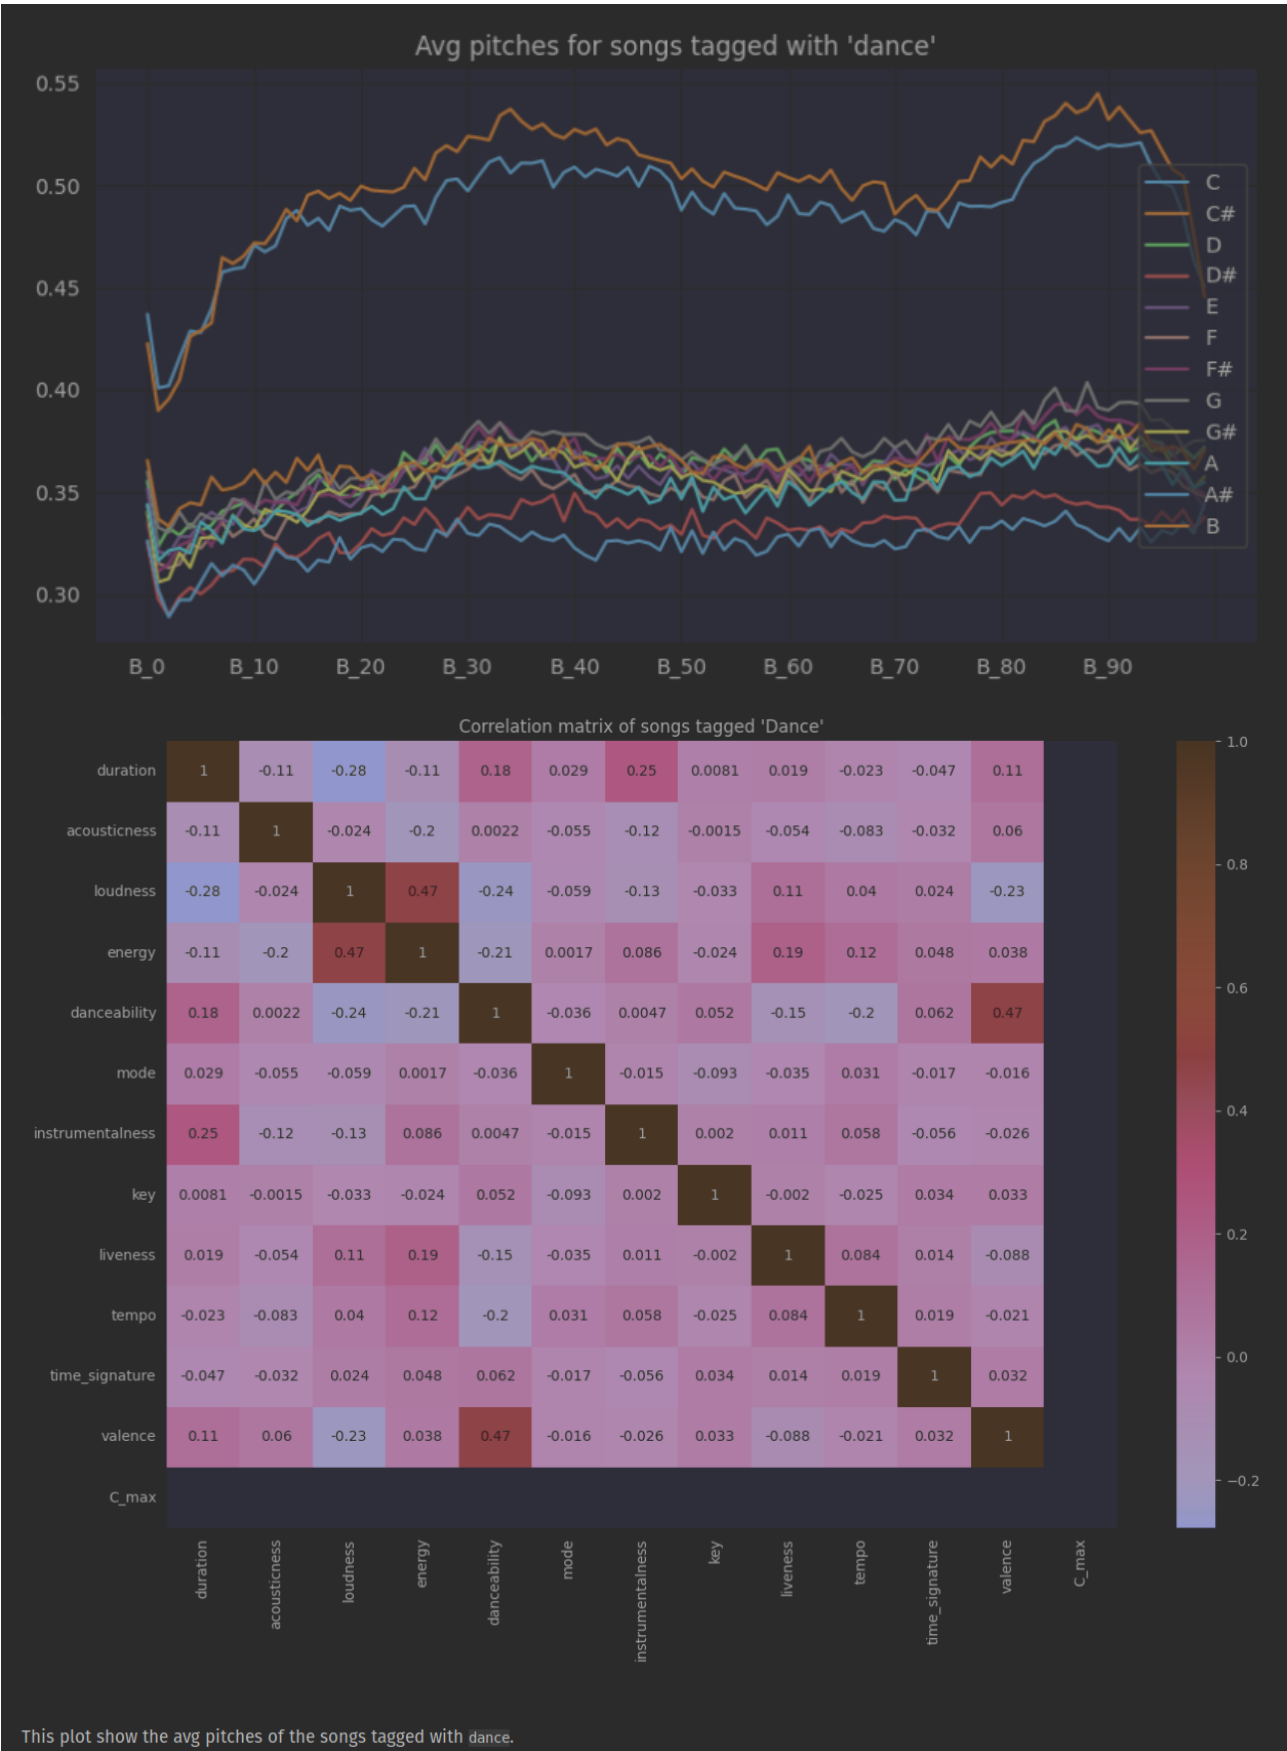 Avg pitches for songs tagged with 'dance'
0.55
0.50
0.45
0.40
0.35
0.30
C
C#
D
D#
E
F
F#
G
G#
A
A#
B
B_0 B_10 B_20 B_30 B_40 B_50 B_60 B_70 B_80 B_90
Correlation matrix of songs tagged 'Dance'
duration 1 -0.11 -0.28 -0.11 0.18 0.029 0.25 0.0081 0.019 -0.023 -0.047 0.11
acousticness -0.11 1 -0.024 -0.2 0.0022 -0.055 -0.12 -0.0015 -0.054 -0.083 -0.032 0.06
loudness -0.28 -0.024 1 0.47 -0.24 -0.059 -0.13 -0.033 0.11 0.04 0.024 -0.23
energy -0.11 -0.2 0.47 1 -0.21 0.0017 0.086 -0.024 0.19 0.12 0.048 0.038
danceability 0.18 0.0022 -0.24 -0.21 1 -0.036 0.0047 0.052 -0.15 -0.2 0.062 0.47
mode 0.029 -0.055 -0.059 0.0017 -0.036 1 -0.015 -0.093 -0.035 0.031 -0.017 -0.016
instrumentalness 0.25 -0.12 -0.13 0.086 0.0047 -0.015 1 0.002 0.011 0.058 -0.056 -0.026
key 0.0081 -0.0015 -0.033 -0.024 0.052 -0.093 0.002 1 -0.002 -0.025 0.034 0.033
liveness 0.019 -0.054 0.11 0.19 -0.15 -0.035 0.011 -0.002 1 0.084 0.014 -0.088
tempo -0.023 -0.083 0.04 0.12 -0.2 0.031 0.058 -0.025 0.084 1 0.019 -0.021
time_signature -0.047 -0.032 0.024 0.048 0.062 -0.017 -0.056 0.034 0.014 0.019 1 0.032
valence 0.11 0.06 -0.23 0.038 0.47 -0.016 -0.026 0.033 -0.088 -0.021 0.032 1
C_max
duration acousticness loudness energy danceability mode instrumentalness key liveness tempo time_signature valence C_max
1.0
0.8
0.6
0.4
0.2
0.0
−0.2
This plot show the avg pitches of the songs tagged with dance.